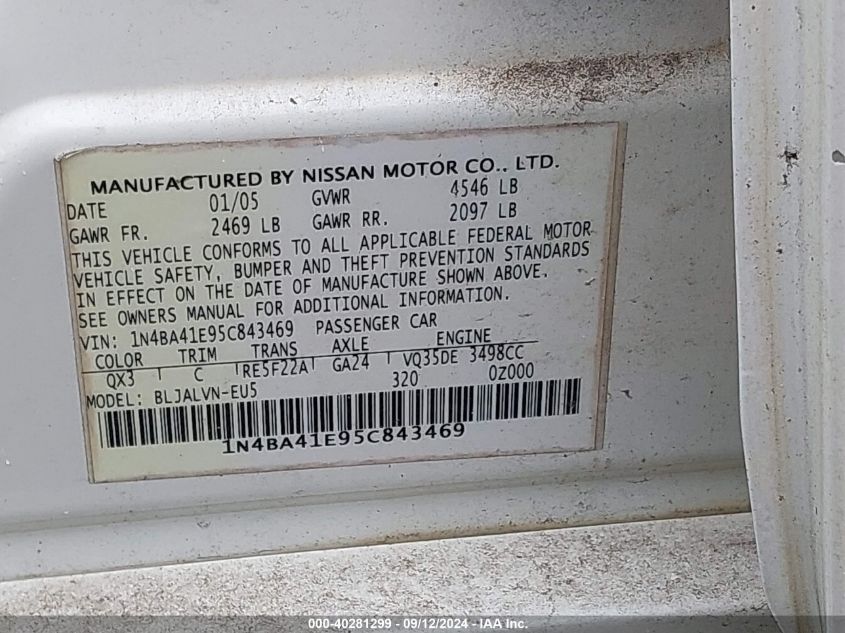 MANUFACTURED BY NISSAN MOTOR CO., LTD.
DATE 01/05 GVWR 4546 LB
GAWR FR. 2469 LB GAWR RR. 2097 LB
THIS VEHICLE CONFORMS TO ALL APPLICABLE FEDERAL MOTOR
VEHICLE SAFETY, BUMPER AND THEFT PREVENTION STANDARDS
IN EFFECT ON THE DATE OF MANUFACTURE SHOWN ABOVE.
SEE OWNERS MANUAL FOR ADDITIONAL INFORMATION.
VIN: 1N4BA41E95C843469 PASSENGER CAR
COLOR TRIM TRANS AXLE ENGINE
QX3 C RE5F22A GA24 VQ35DE 3498CC
MODEL: BLJALVN-EU5 320 0Z000
1N4BA41E95C843469
000-40281299 - 09/12/2024 - IAA Inc.